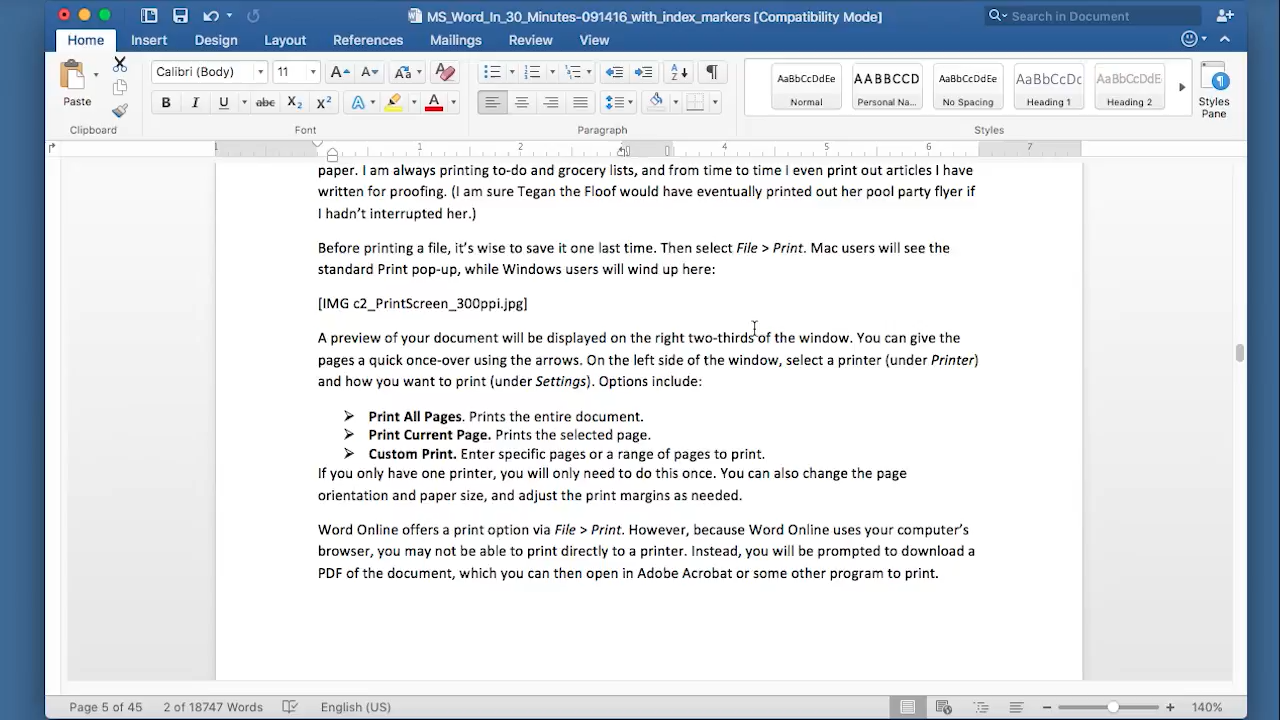 MS_Word_In_30_Minutes-091416_with_index_markers [Compatibility Mode]
Search in Document
Home Insert Design Layout References Mailings Review View
Paste
Calibri (Body) 11
B I U abc X2 X2 A A
AaBbCcDdEe AABBCCD AaBbCcDdEe AaBbCcDc AaBbCcDdE
Normal Personal Na... No Spacing Heading 1 Heading 2
Styles
Pane
Clipboard Font Paragraph Styles
1 1 2 3 4 5 6 7
paper. I am always printing to-do and grocery lists, and from time to time I even print out articles I have
written for proofing. (I am sure Tegan the Floof would have eventually printed out her pool party flyer if
I hadn't interrupted her.)
Before printing a file, it's wise to save it one last time. Then select File > Print. Mac users will see the
standard Print pop-up, while Windows users will wind up here:
[IMG c2_PrintScreen_300ppi.jpg]
A preview of your document will be displayed on the right two-thirds of the window. You can give the
pages a quick once-over using the arrows. On the left side of the window, select a printer (under Printer)
and how you want to print (under Settings). Options include:
➢ Print All Pages. Prints the entire document.
➢ Print Current Page. Prints the selected page.
➢ Custom Print. Enter specific pages or a range of pages to print.
If you only have one printer, you will only need to do this once. You can also change the page
orientation and paper size, and adjust the print margins as needed.
Word Online offers a print option via File > Print. However, because Word Online uses your computer's
browser, you may not be able to print directly to a printer. Instead, you will be prompted to download a
PDF of the document, which you can then open in Adobe Acrobat or some other program to print.
Page 5 of 45 2 of 18747 Words English (US) 140%